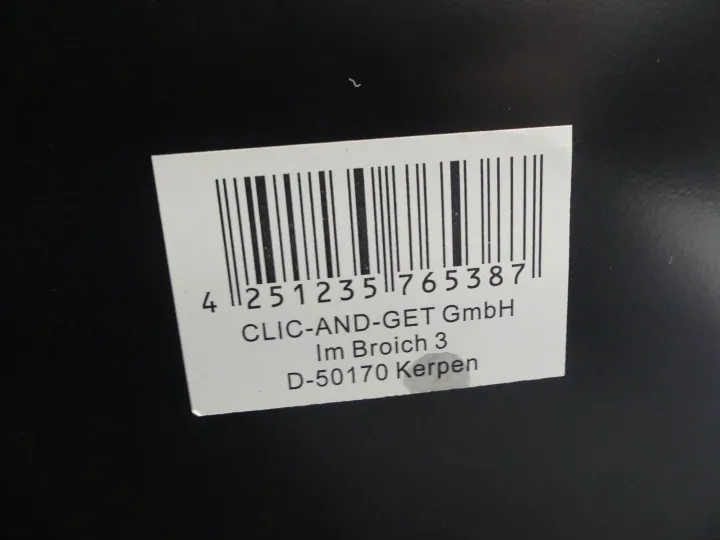 4 251235 765387
CLIC-AND-GET GmbH
Im Broich 3
D-50170 Kerpen